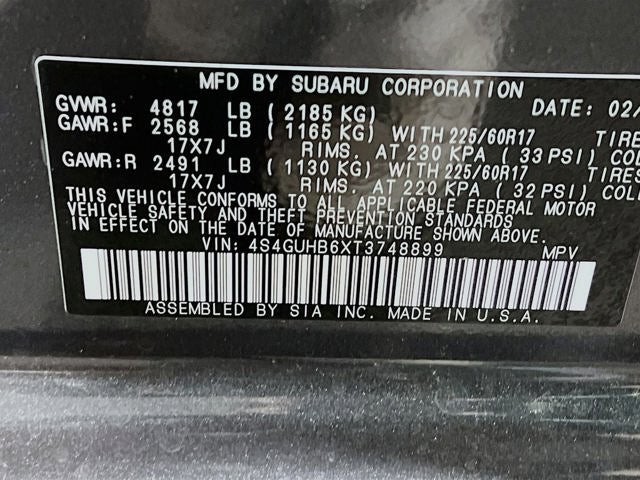 MFD BY SUBARU CORPORATION
GVWR: 4817 LB (2185 KG) DATE: 02/
GAWR:F 2568 LB (1165 KG) WITH 225/60R17 TIRE
17X7J RIMS, AT 230 KPA (33 PSI) COL
GAWR:R 2491 LB (1130 KG) WITH 225/60R17 TIRES
17X7J RIMS, AT 220 KPA (32 PSI) COL
THIS VEHICLE CONFORMS TO ALL APPLICABLE FEDERAL MOTOR
VEHICLE SAFETY AND THEFT PREVENTION STANDARDS
IN EFFECT ON THE DATE OF MANUFACTURE SHOWN ABOVE.
VIN: 4S4GUHB6XT3748899 MPV
ASSEMBLED BY SIA INC. MADE IN U.S.A.